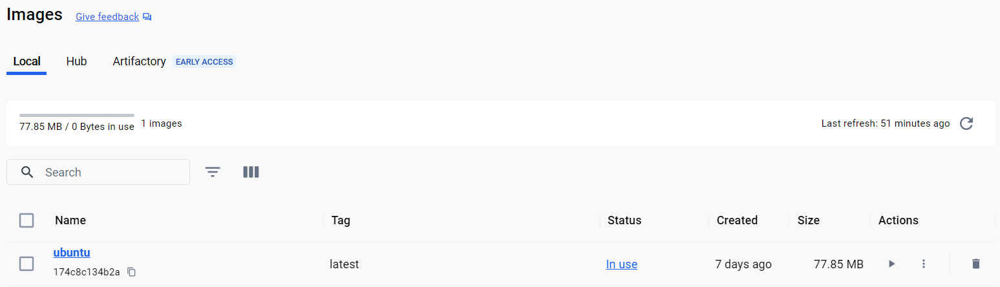 Images Give feedback
Local Hub Artifactory EARLY ACCESS
77.85 MB / 0 Bytes in use 1 images Last refresh: 51 minutes ago
Search
Name Tag Status Created Size Actions
ubuntu
174c8c134b2a latest In use 7 days ago 77.85 MB